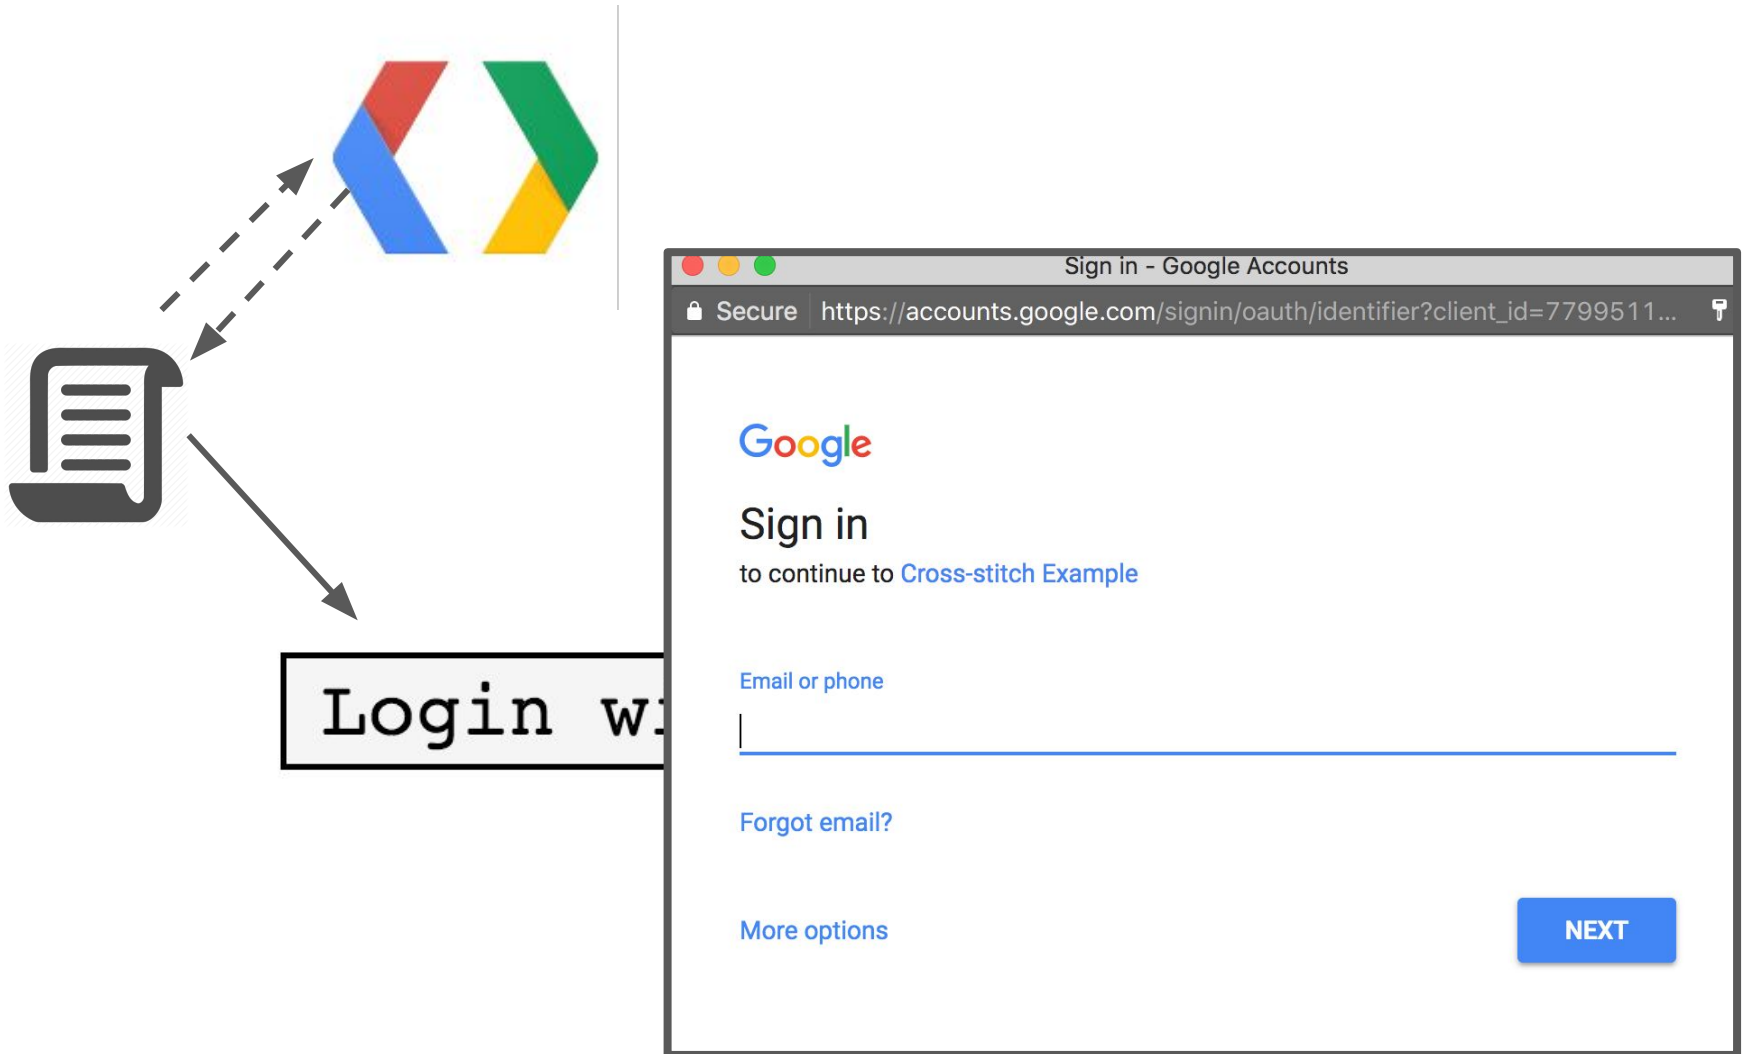 Sign in - Google Accounts
Secure https://accounts.google.com/signin/oauth/identifier?client_id=7799511...
Google
Sign in
to continue to Cross-stitch Example
Email or phone
Login
Forgot email?
More options
NEXT